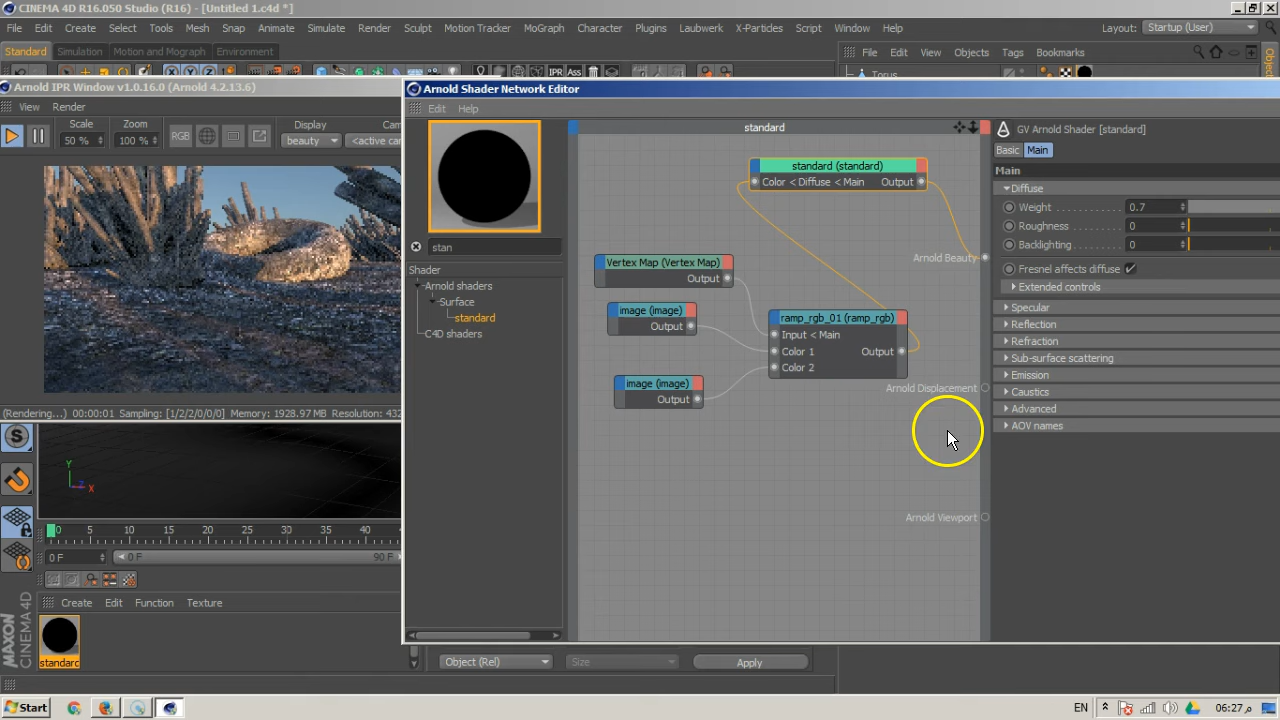 CINEMA 4D R16.050 Studio (R16) - [Untitled 1.c4d *]
File Edit Create Select Tools Mesh Snap Animate Simulate Render Sculpt Motion Tracker MoGraph Character Plugins Laubwerk X-Particles Script Window Help Layout: Startup (User)
Standard Simulation Motion and Mograph Environment
File Edit View Objects Tags Bookmarks
X Y Z IPR Ass
Torus
Objects
Arnold IPR Window v1.0.16.0 (Arnold 4.2.13.6)
View Render
Scale Zoom Display
50 % 100 % RGB beauty <active cam
(Rendering...) 00:00:01 Sampling: [1/2/2/0/0/0] Memory: 1928.97 MB Resolution: 432
Arnold Shader Network Editor
Edit Help
stan
Shader
Arnold shaders
Surface
standard
C4D shaders
standard
standard (standard)
Color < Diffuse < Main Output
Arnold Beauty
Vertex Map (Vertex Map)
Output
image (image)
Output
ramp_rgb_01 (ramp_rgb)
Input < Main
Color 1 Output
Color 2
image (image)
Output
Arnold Displacement
Arnold Viewport
GV Arnold Shader [standard]
Basic Main
Main
Diffuse
Weight 0.7
Roughness 0
Backlighting 0
Fresnel affects diffuse
Extended controls
Specular
Reflection
Refraction
Sub-surface scattering
Emission
Caustics
Advanced
AOV names
S
Y
Z X
0 5 10 15 20 25 30 35 40
0 F 0 F 90 F
Create Edit Function Texture
standarc
MAXON
CINEMA 4D
Object (Rel) Size Apply
Start EN 06:27 م